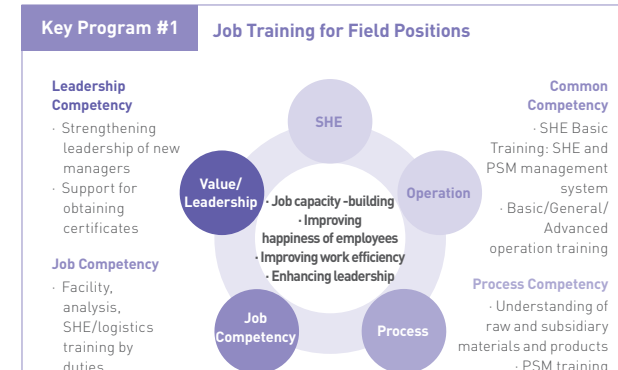 Key Program #1
Job Training for Field Positions
Leadership
Competency
· Strengthening
leadership of new
managers
· Support for
obtaining
certificates
Job Competency
· Facility,
analysis,
SHE/logistics
training by
duties
SHE
Value/
Leadership
Operation
· Job capacity -building
· Improving
happiness of employees
· Improving work efficiency
· Enhancing leadership
Job
Competency
Process
Common
Competency
· SHE Basic
Training: SHE and
PSM management
system
· Basic/General/
Advanced
operation training
Process Competency
· Understanding of
raw and subsidiary
materials and products
· PSM training